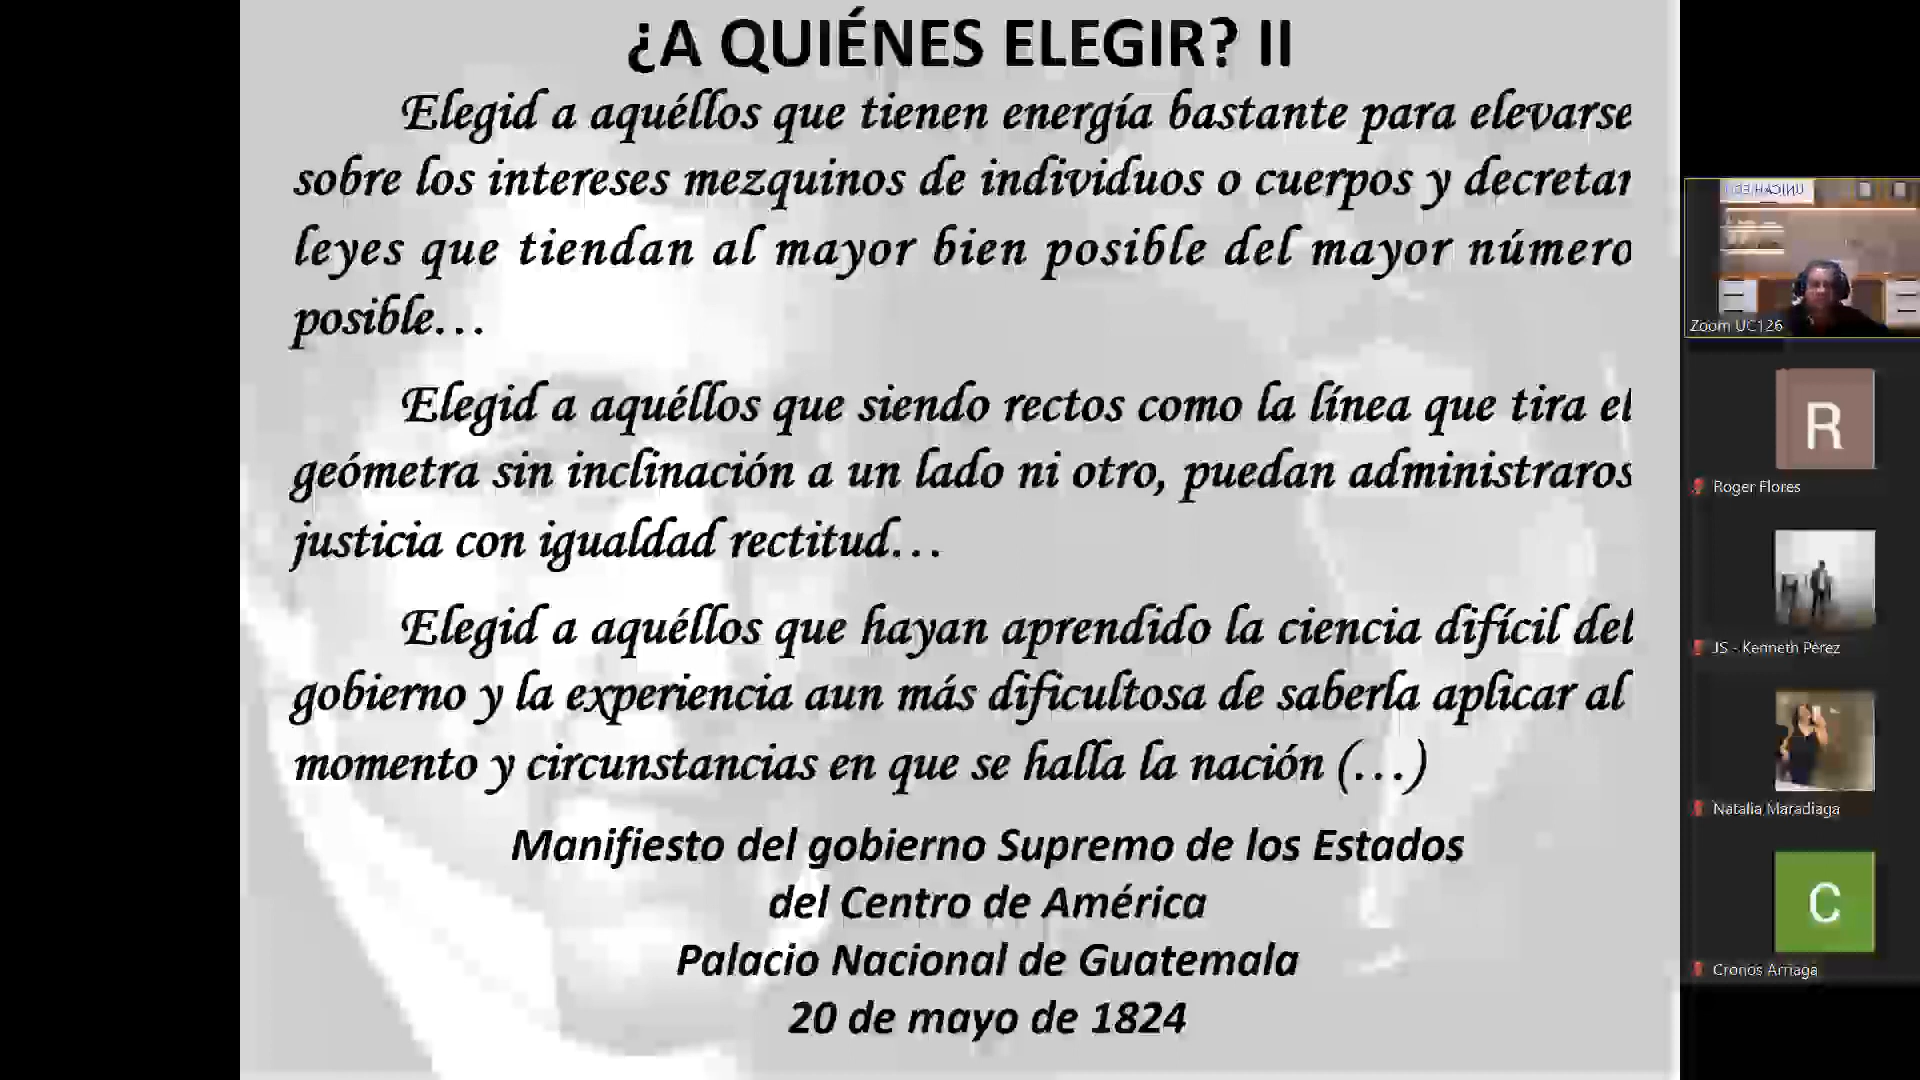 ¿A QUIÉNES ELEGIR? II
Elegid a aquéllos que tienen energía bastante para elevarse
sobre los intereses mezquinos de individuos o cuerpos y decretar
leyes que tiendan al mayor bien posible del mayor número
posible…
Elegid a aquéllos que siendo rectos como la línea que tira el
geómetra sin inclinación a un lado ni otro, puedan administraros
justicia con igualdad rectitud…
Elegid a aquéllos que hayan aprendido la ciencia difícil del
gobierno y la experiencia aun más dificultosa de saberla aplicar al
momento y circunstancias en que se halla la nación (…)
Manifiesto del gobierno Supremo de los Estados
del Centro de América
Palacio Nacional de Guatemala
20 de mayo de 1824
Zoom UC126
R
Roger Flores
JS - Kenneth Pérez
Natalia Maradiaga
C
Cronos Arriaga